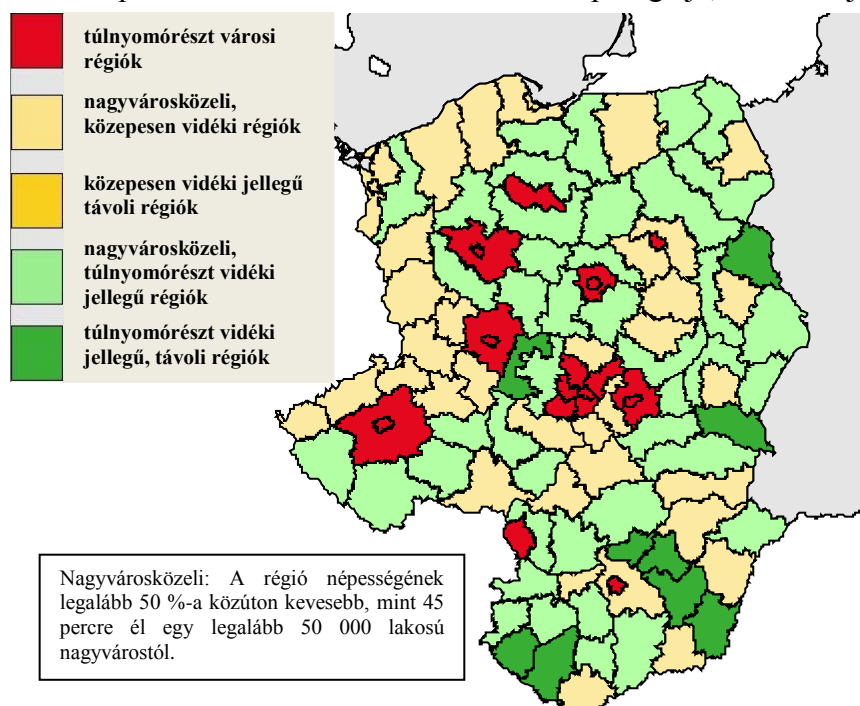 túlnyomórészt városi
régiók
nagyvárosközeli,
közepesen vidéki régiók
közepesen vidéki jellegű
távoli régiók
nagyvárosközeli,
túlnyomórészt vidéki
jellegű régiók
túlnyomórészt vidéki
jellegű, távoli régiók
Nagyvárosközeli: A régió népességének
legalább 50 %-a közúton kevesebb, mint 45
percre él egy legalább 50 000 lakosú
nagyvárostól.